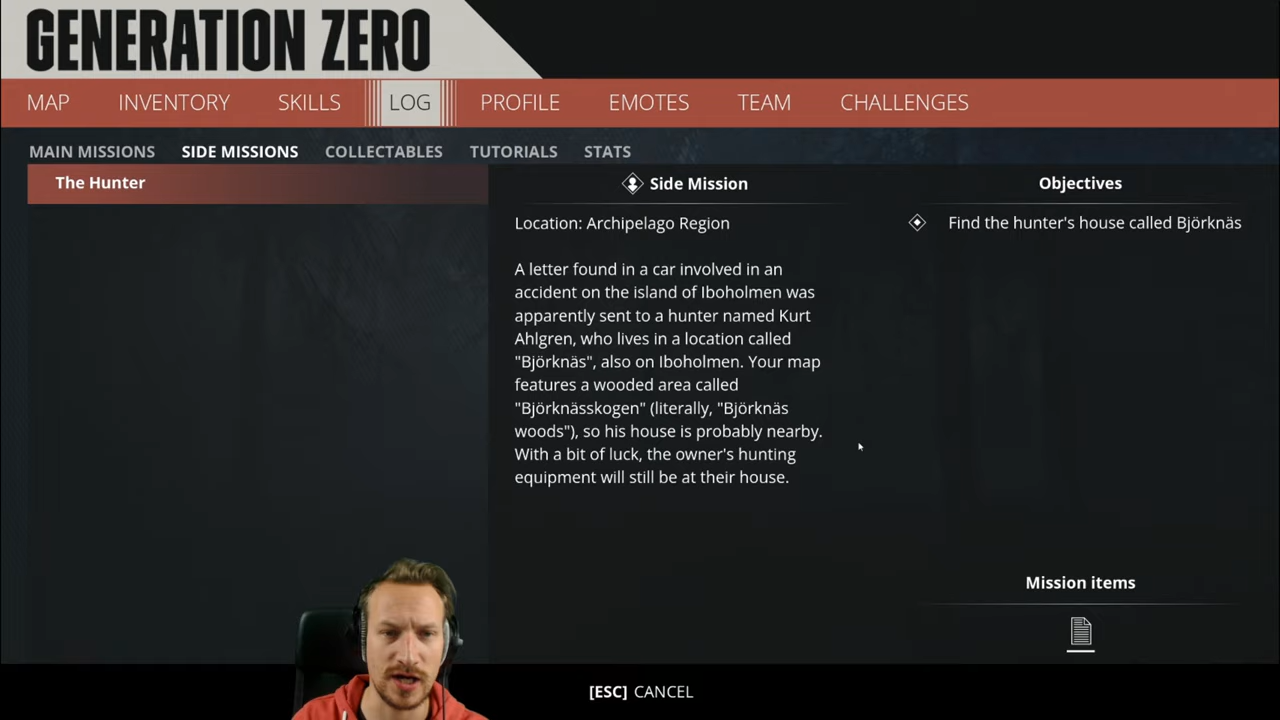 GENERATION ZERO
MAP INVENTORY SKILLS LOG PROFILE EMOTES TEAM CHALLENGES
MAIN MISSIONS SIDE MISSIONS COLLECTABLES TUTORIALS STATS
The Hunter
Side Mission
Location: Archipelago Region
A letter found in a car involved in an
accident on the island of Iboholmen was
apparently sent to a hunter named Kurt
Ahlgren, who lives in a location called
"Björknäs", also on Iboholmen. Your map
features a wooded area called
"Björknässkogen" (literally, "Björknäs
woods"), so his house is probably nearby.
With a bit of luck, the owner's hunting
equipment will still be at their house.
Objectives
Find the hunter's house called Björknäs
Mission items
[ESC] CANCEL